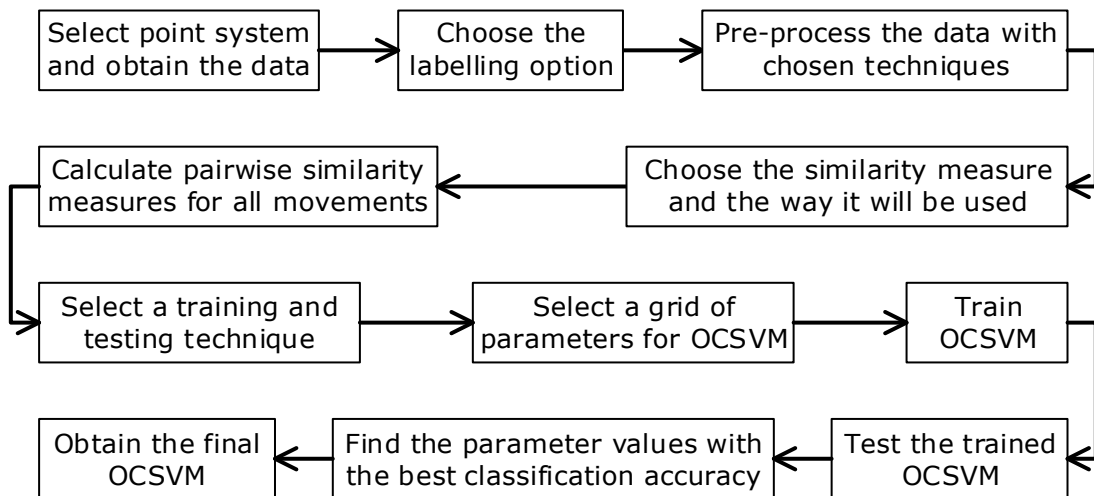 Select point system
and obtain the data
Choose the
labelling option
Pre-process the data with
chosen techniques
Choose the similarity measure
and the way it will be used
Calculate pairwise similarity
measures for all movements
Select a training and
testing technique
Select a grid of
parameters for OCSVM
Train
OCSVM
Test the trained
OCSVM
Find the parameter values with
the best classification accuracy
Obtain the final
OCSVM